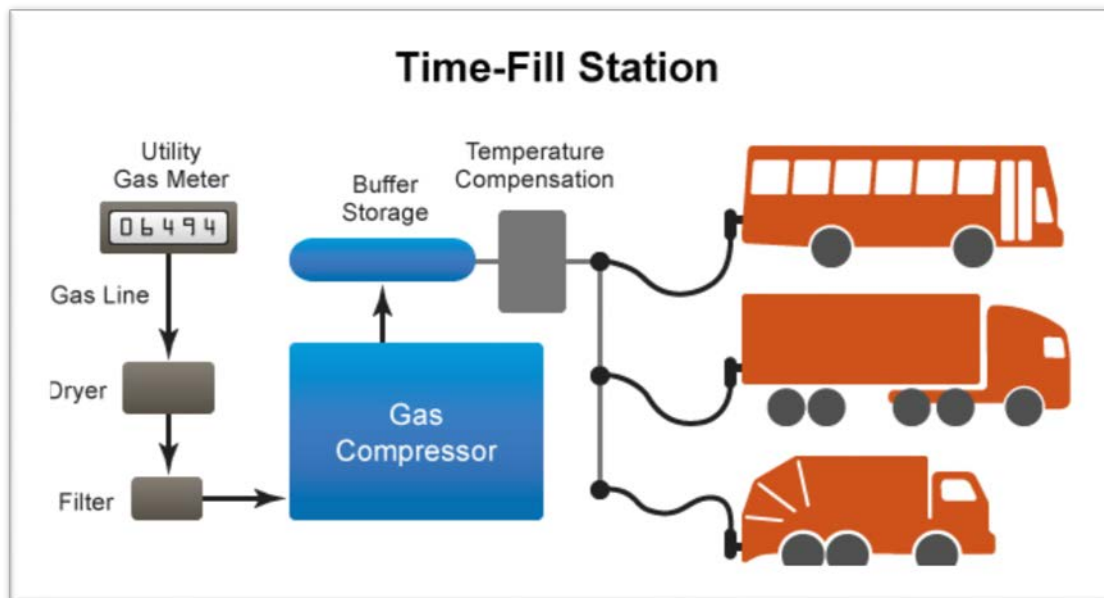 Time-Fill Station
Utility
Gas Meter
06494
Gas Line
Dryer
Filter
Gas
Compressor
Buffer
Storage
Temperature
Compensation